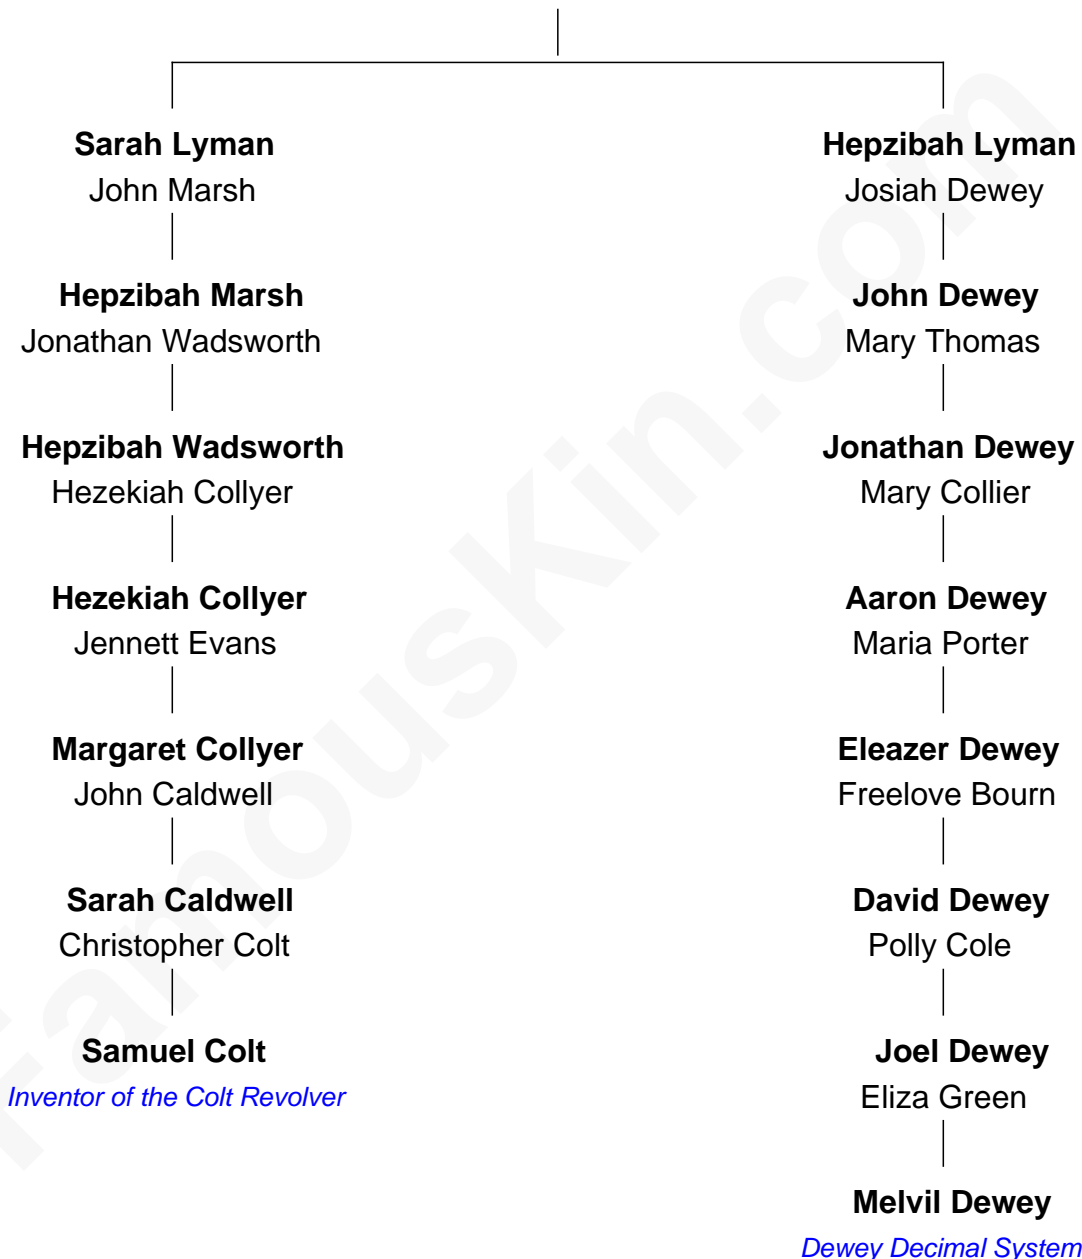 Sarah Lyman
John Marsh
Hepzibah Marsh
Jonathan Wadsworth
Hepzibah Wadsworth
Hezekiah Collyer
Hezekiah Collyer
Jennett Evans
Margaret Collyer
John Caldwell
Sarah Caldwell
Christopher Colt
Samuel Colt
Inventor of the Colt Revolver
Hepzibah Lyman
Josiah Dewey
John Dewey
Mary Thomas
Jonathan Dewey
Mary Collier
Aaron Dewey
Maria Porter
Eleazer Dewey
Freelove Bourn
David Dewey
Polly Cole
Joel Dewey
Eliza Green
Melvil Dewey
Dewey Decimal System
FamousKin.com